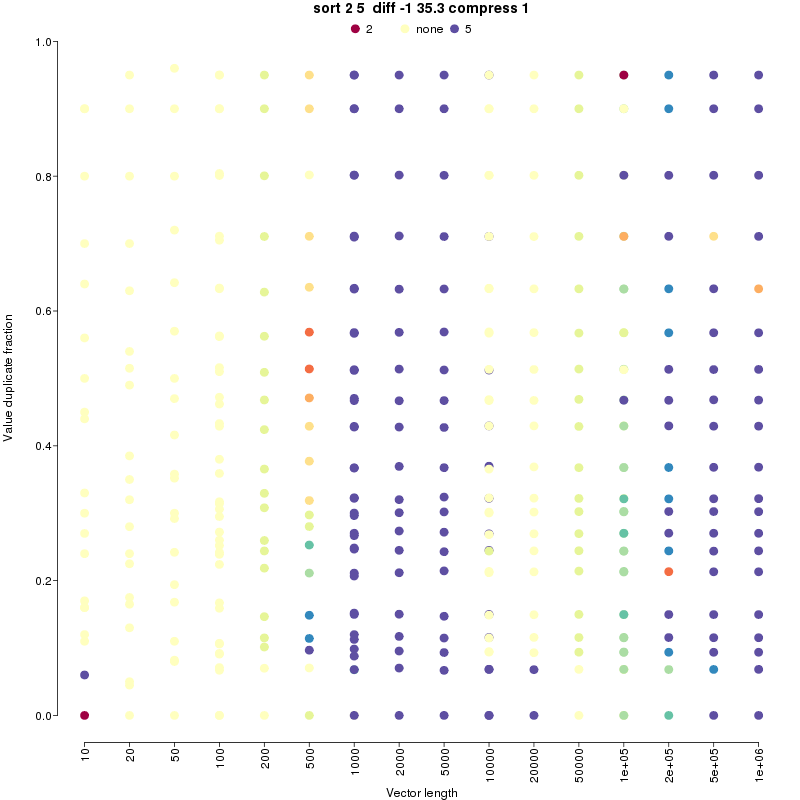 sort 2 5  diff -1 35.3 compress 1
2 none 5
1.0
0.8
0.6
0.4
0.2
0.0
Value duplicate fraction
10 20 50 100 200 500 1000 2000 5000 10000 20000 50000 1e+05 2e+05 5e+05 1e+06
Vector length